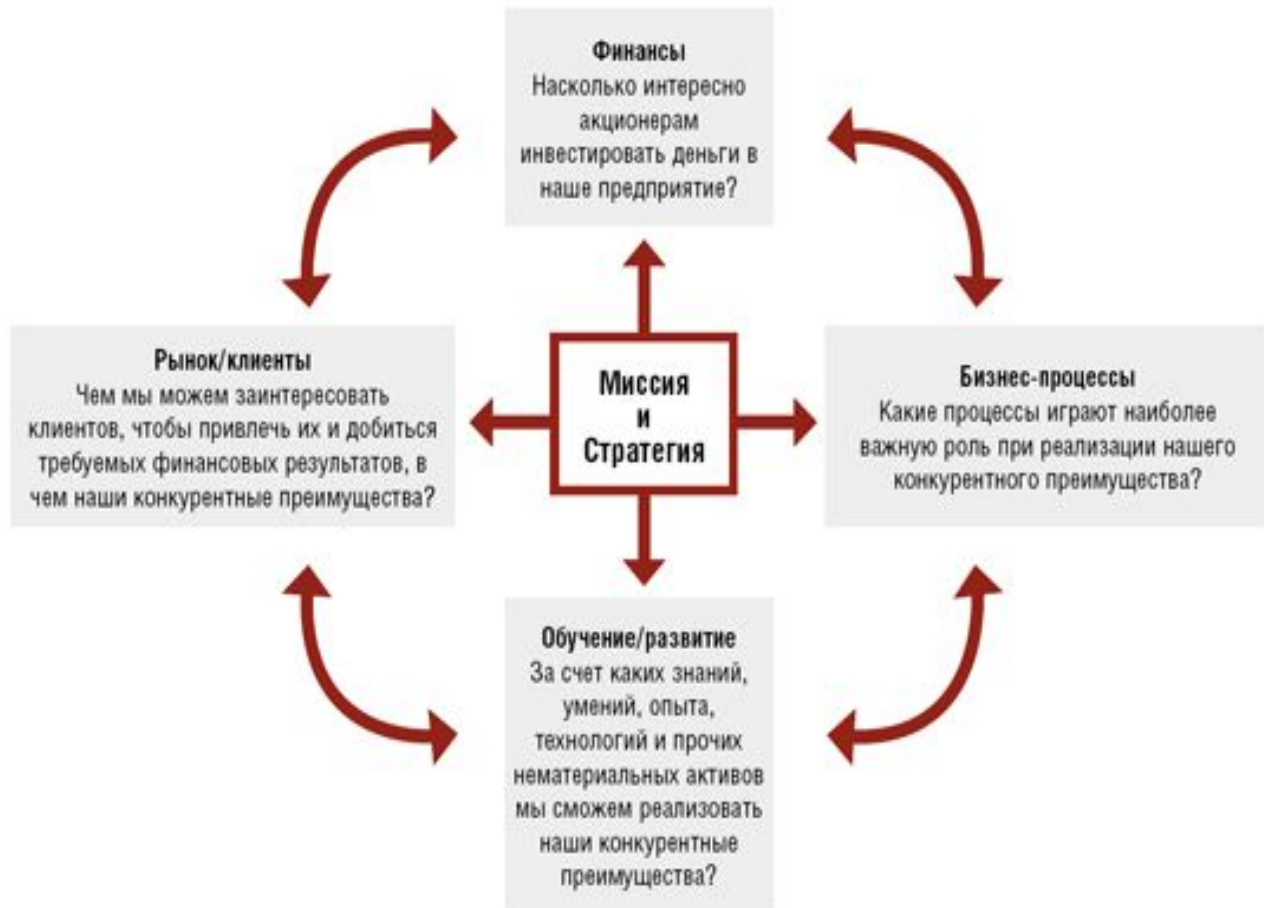 Финансы
Насколько интересно
акционерам
инвестировать деньги в
наше предприятие?
Рынок/клиенты
Чем мы можем заинтересовать
клиентов, чтобы привлечь их и добиться
требуемых финансовых результатов, в
чем наши конкурентные преимущества?
Миссия
и
Стратегия
Бизнес-процессы
Какие процессы играют наиболее
важную роль при реализации нашего
конкурентного преимущества?
Обучение/развитие
За счет каких знаний,
умений, опыта,
технологий и прочих
нематериальных активов
мы сможем реализовать
наши конкурентные
преимущества?